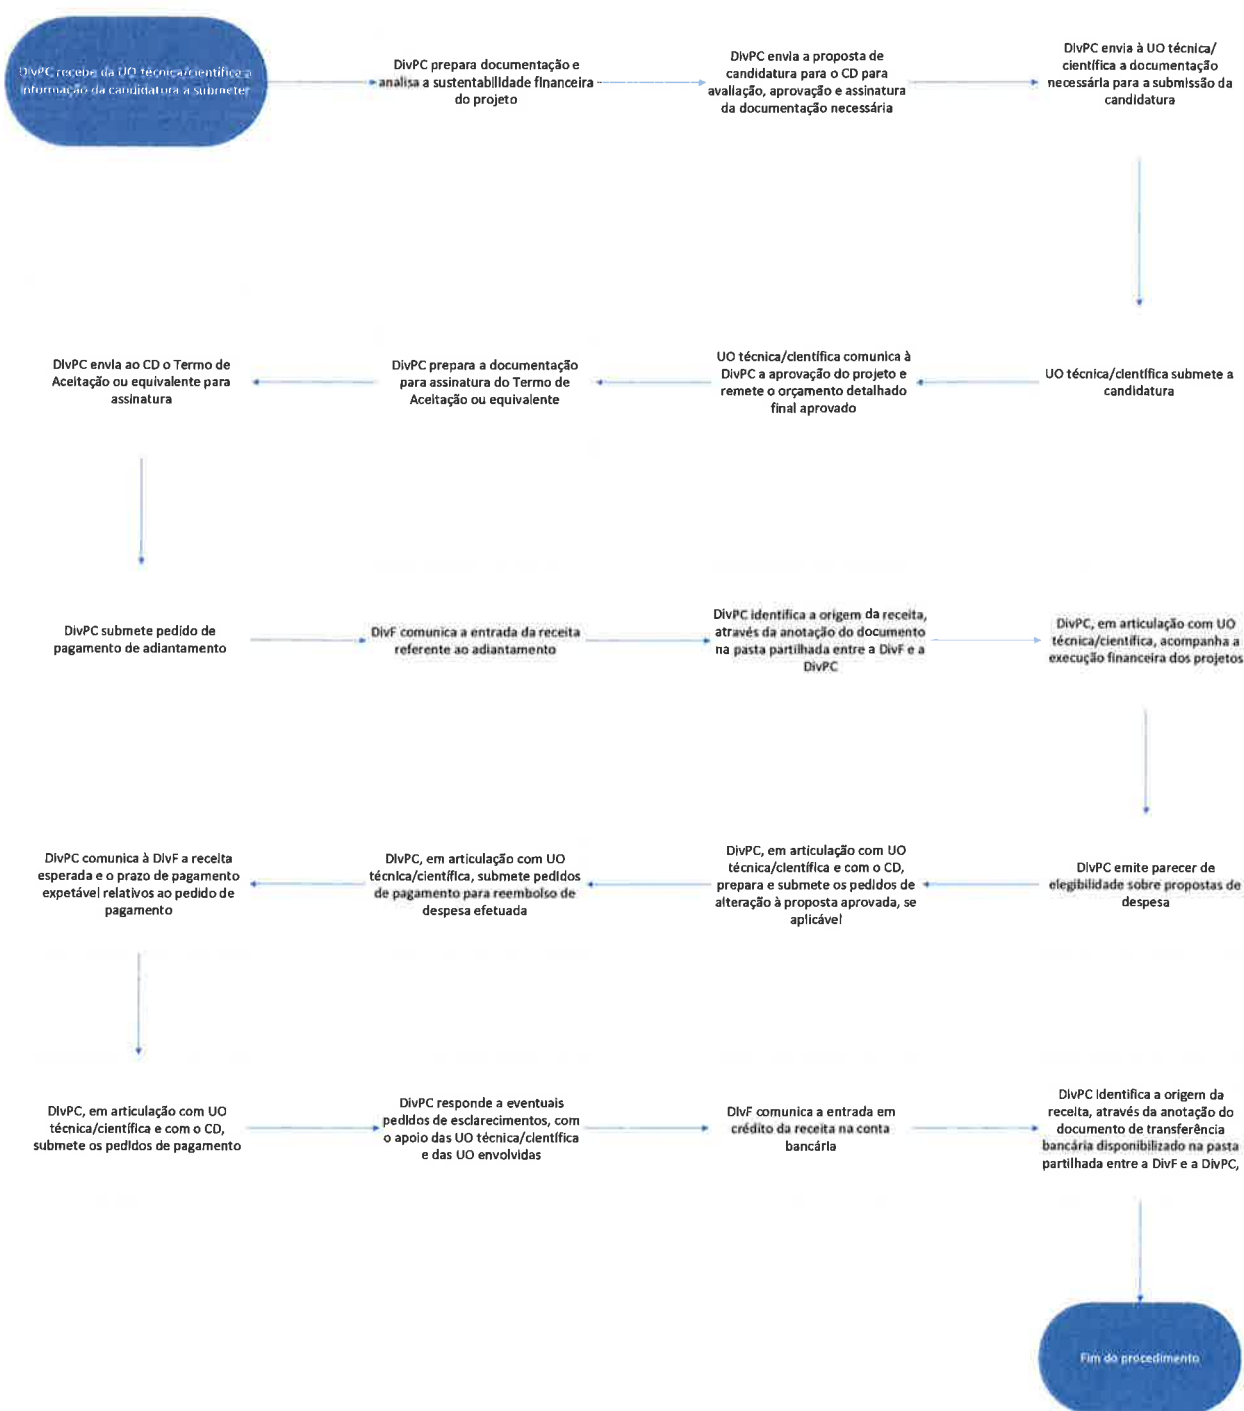 DivPC recebe da UO técnica/científica a
informação da candidatura a submeter
DivPC prepara documentação e
analisa a sustentabilidade financeira
do projeto
DivPC envia a proposta de
candidatura para o CD para
avaliação, aprovação e assinatura
da documentação necessária
DivPC envia à UO técnica/
científica a documentação
necessária para a submissão da
candidatura
DivPC envia ao CD o Termo de
Aceitação ou equivalente para
assinatura
DivPC prepara a documentação
para assinatura do Termo de
Aceitação ou equivalente
UO técnica/científica comunica à
DivPC a aprovação do projeto e
remete o orçamento detalhado
final aprovado
UO técnica/científica submete a
candidatura
DivPC submete pedido de
pagamento de adiantamento
DivF comunica a entrada da receita
referente ao adiantamento
DivPC identifica a origem da receita,
através da anotação do documento
na pasta partilhada entre a DivF e a
DivPC
DivPC, em articulação com UO
técnica/científica, acompanha a
execução financeira dos projetos
DivPC comunica à DivF a receita
esperada e o prazo de pagamento
expetável relativos ao pedido de
pagamento
DivPC, em articulação com UO
técnica/científica, submete pedidos
de pagamento para reembolso de
despesa efetuada
DivPC, em articulação com UO
técnica/científica e com o CD,
prepara e submete os pedidos de
alteração à proposta aprovada, se
aplicável
DivPC emite parecer de
elegibilidade sobre propostas de
despesa
DivPC, em articulação com UO
técnica/científica e com o CD,
submete os pedidos de pagamento
DivPC responde a eventuais
pedidos de esclarecimentos, com
o apoio das UO técnica/científica
e das UO envolvidas
DivF comunica a entrada em
crédito da receita na conta
bancária
DivPC identifica a origem da
receita, através da anotação do
documento de transferência
bancária disponibilizado na pasta
partilhada entre a DivF e a DivPC,
Fim do procedimento